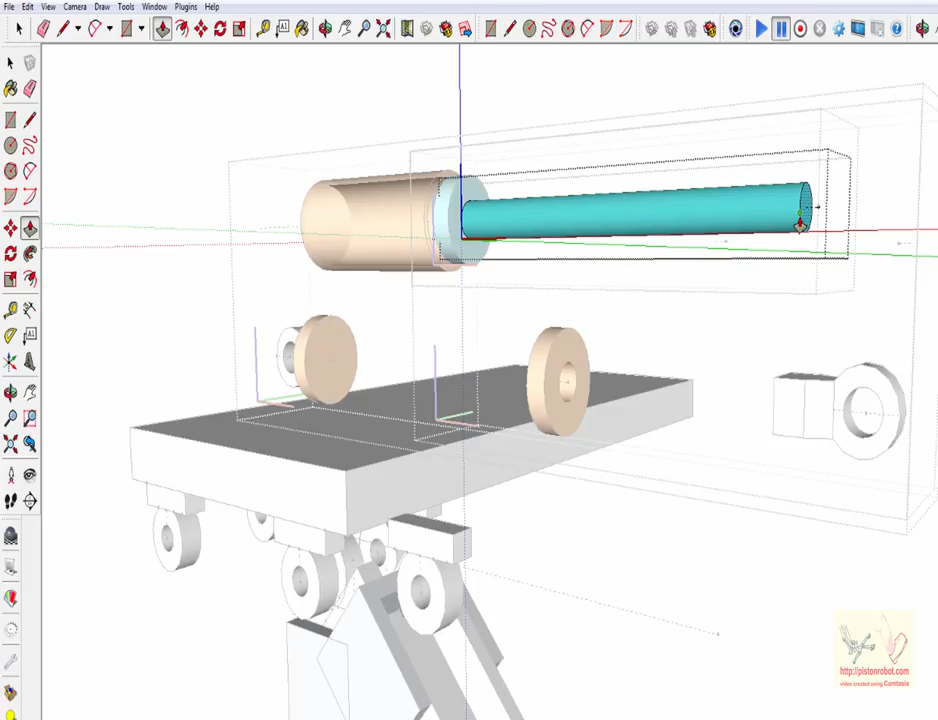 File Edit View Camera Draw Tools Window Plugins Help
http://pistonrobot.com
video created using Camtasia